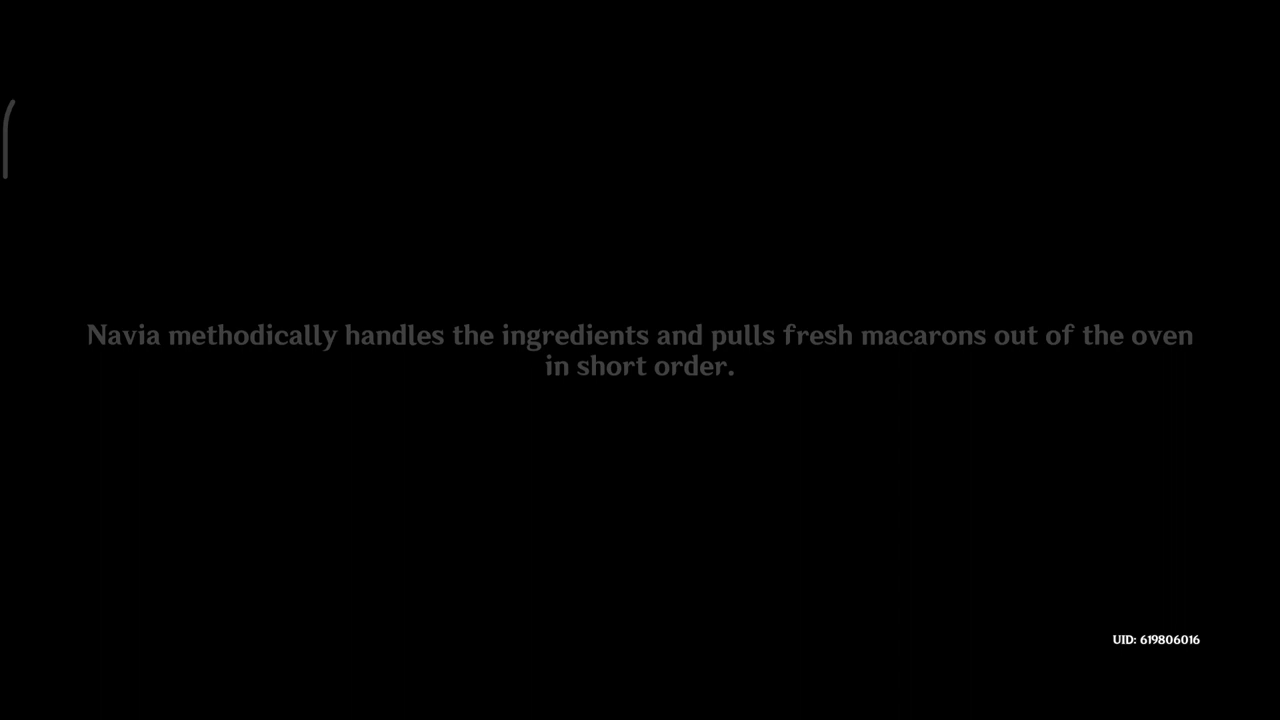 Navia methodically handles the ingredients and pulls fresh macarons out of the oven
in short order.
UID: 619806016